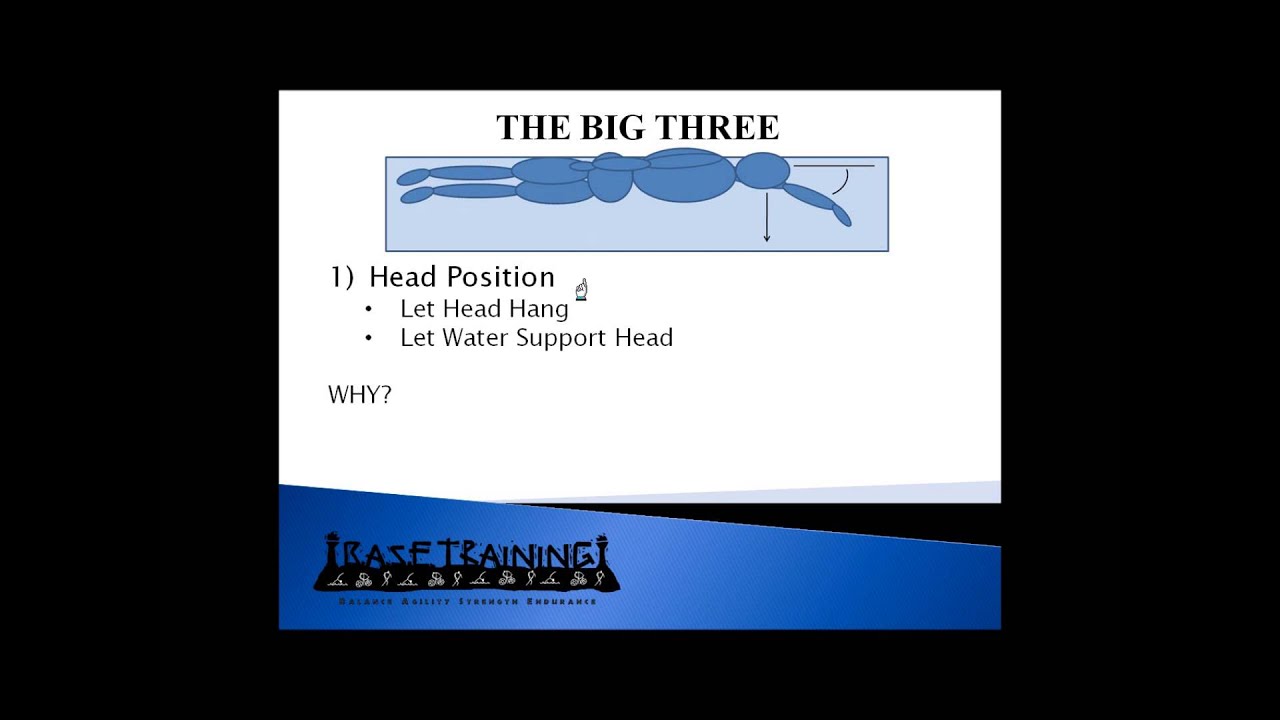 THE BIG THREE
1) Head Position
• Let Head Hang
• Let Water Support Head
WHY?
BASE TRAINING
BALANCE AGILITY STRENGTH ENDURANCE